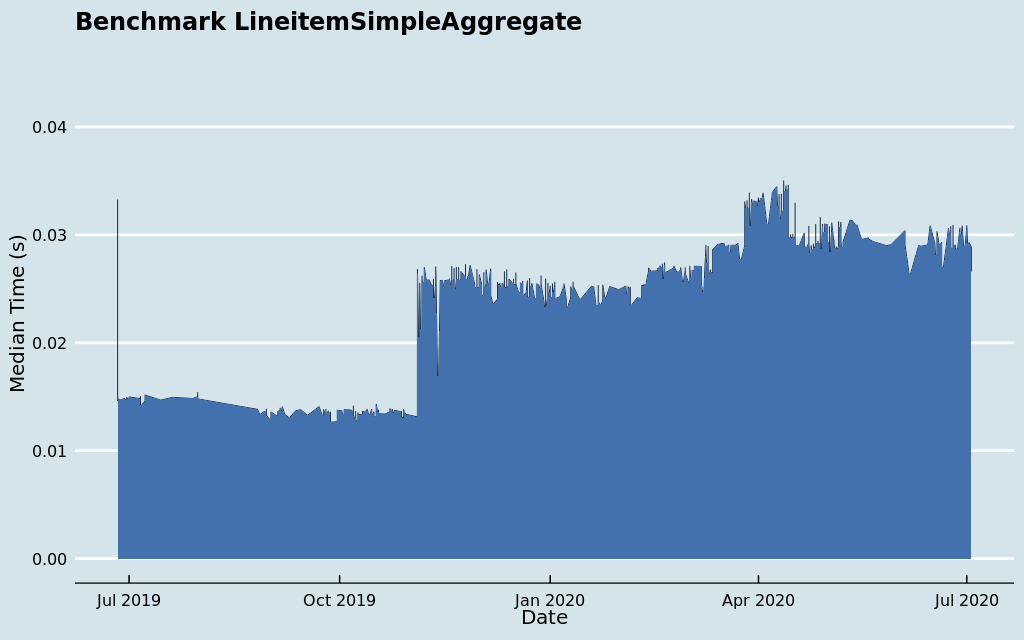 Benchmark LineitemSimpleAggregate
Median Time (s)
0.04
0.03
0.02
0.01
0.00
Jul 2019
Oct 2019
Jan 2020
Apr 2020
Jul 2020
Date